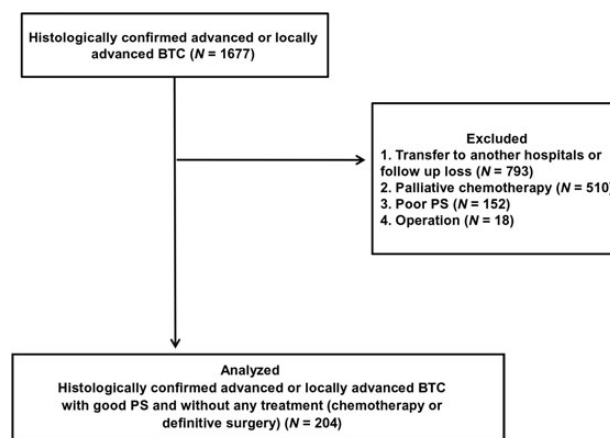 Histologically confirmed advanced or locally
advanced BTC (N = 1677)
Excluded
1. Transfer to another hospitals or
follow up loss (N = 793)
2. Palliative chemotherapy (N = 510)
3. Poor PS (N = 152)
4. Operation (N = 18)
Analyzed
Histologically confirmed advanced or locally advanced BTC
with good PS and without any treatment (chemotherapy or
definitive surgery) (N = 204)